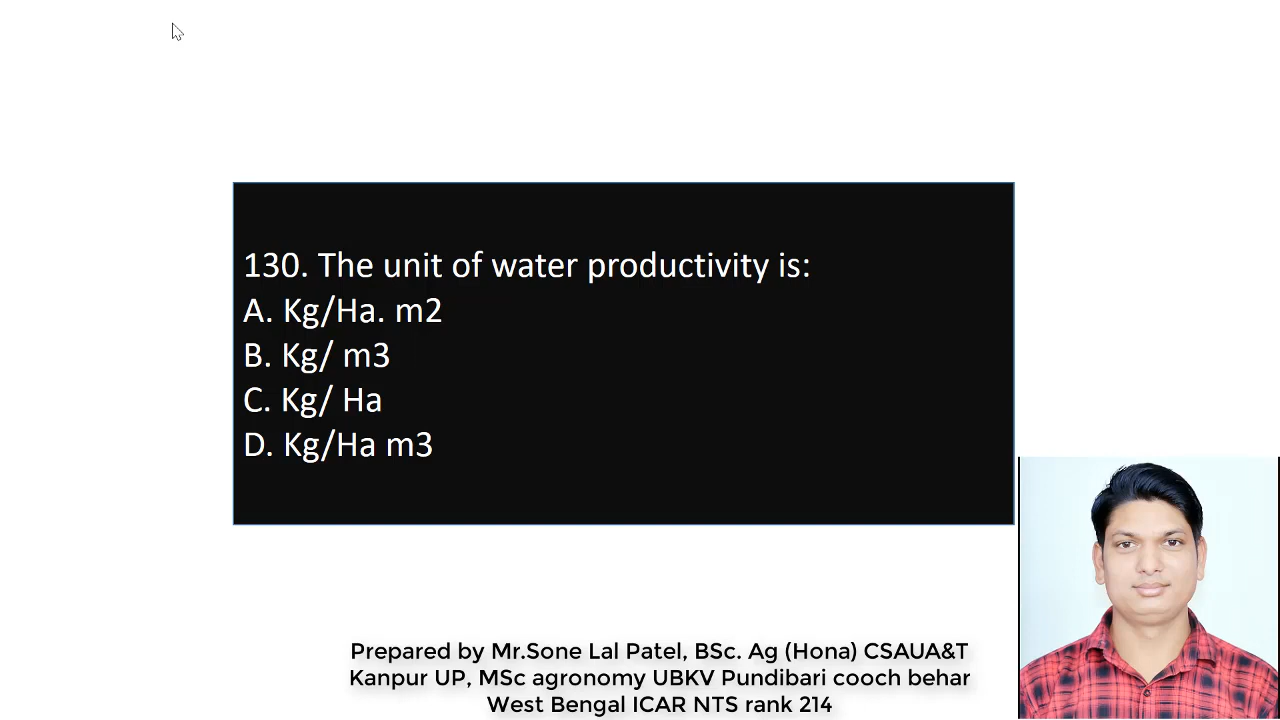 130. The unit of water productivity is:
A. Kg/Ha. m2
B. Kg/ m3
C. Kg/ Ha
D. Kg/Ha m3
Prepared by Mr.Sone Lal Patel, BSc. Ag (Hona) CSAUA&T
Kanpur UP, MSc agronomy UBKV Pundibari cooch behar
West Bengal ICAR NTS rank 214